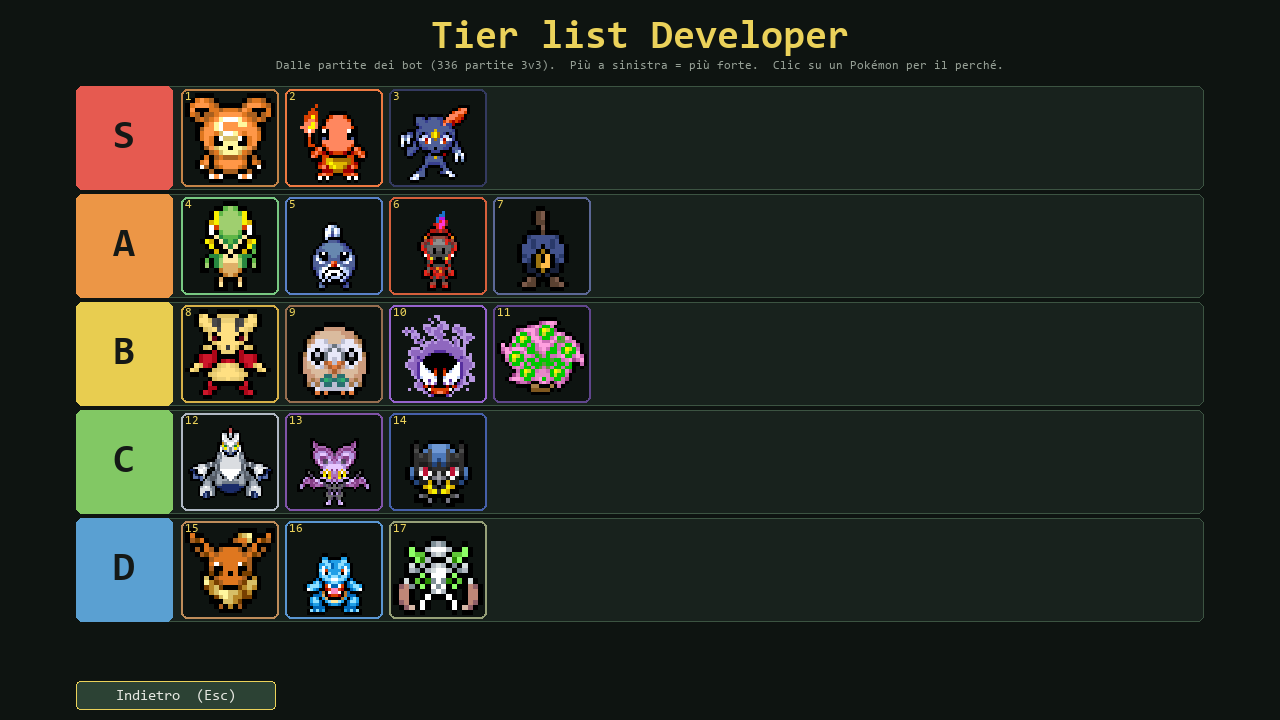 Tier list Developer
Dalle partite dei bot (336 partite 3v3). Più a sinistra = più forte. Clic su un Pokémon per il perché.
S
1 2 3
A
4 5 6 7
B
8 9 10 11
C
12 13 14
D
15 16 17
Indietro (Esc)